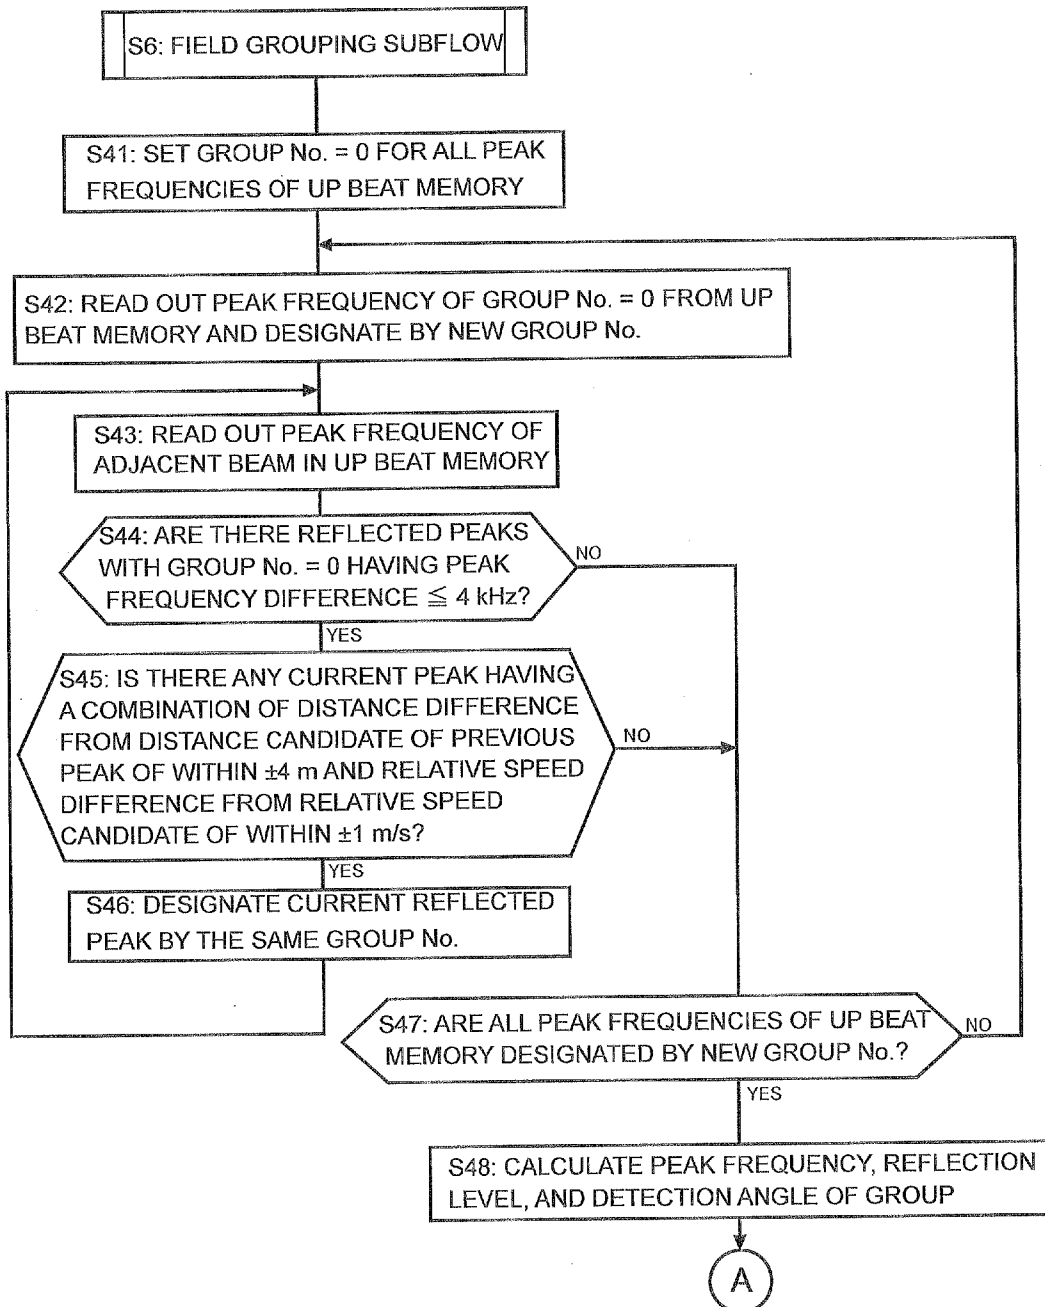 S6: FIELD GROUPING SUBFLOW
S41: SET GROUP No. = 0 FOR ALL PEAK
FREQUENCIES OF UP BEAT MEMORY
S42: READ OUT PEAK FREQUENCY OF GROUP No. = 0 FROM UP
BEAT MEMORY AND DESIGNATE BY NEW GROUP No.
S43: READ OUT PEAK FREQUENCY OF
ADJACENT BEAM IN UP BEAT MEMORY
S44: ARE THERE REFLECTED PEAKS
WITH GROUP No. = 0 HAVING PEAK
FREQUENCY DIFFERENCE ≦ 4 kHz?
NO
YES
S45: IS THERE ANY CURRENT PEAK HAVING
A COMBINATION OF DISTANCE DIFFERENCE
FROM DISTANCE CANDIDATE OF PREVIOUS
PEAK OF WITHIN ±4 m AND RELATIVE SPEED
DIFFERENCE FROM RELATIVE SPEED
CANDIDATE OF WITHIN ±1 m/s?
NO
YES
S46: DESIGNATE CURRENT REFLECTED
PEAK BY THE SAME GROUP No.
S47: ARE ALL PEAK FREQUENCIES OF UP BEAT
MEMORY DESIGNATED BY NEW GROUP No.?
NO
YES
S48: CALCULATE PEAK FREQUENCY, REFLECTION
LEVEL, AND DETECTION ANGLE OF GROUP
A